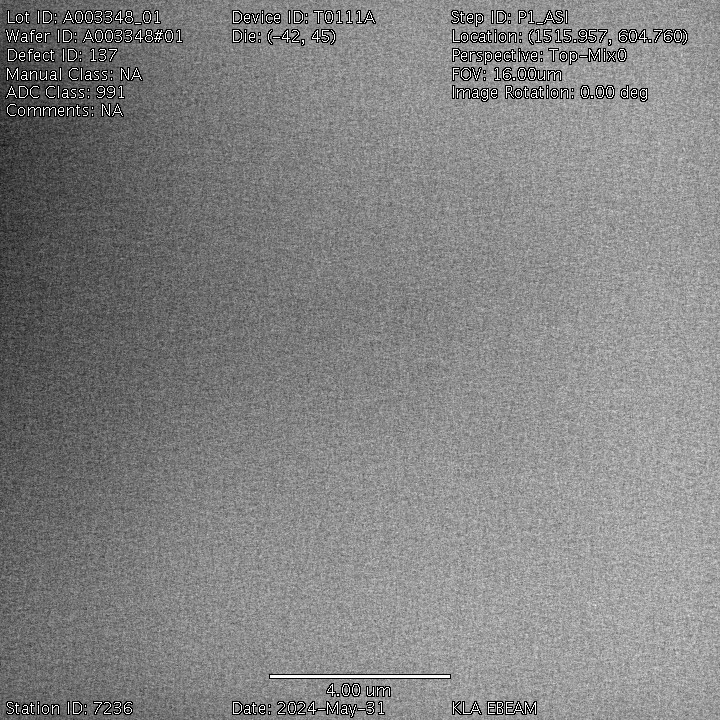 Lot ID: A003348_01
Wafer ID: A003348#01
Defect ID: 137
Manual Class: NA
ADC Class: 991
Comments: NA
Device ID: T0111A
Die: (-42, 45)
Step ID: P1_ASI
Location: (1515.957, 604.760)
Perspective: Top-Mix0
FOV: 16.00um
Image Rotation: 0.00 deg
4.00 um
Station ID: 7236
Date: 2024-May-31
KLA EBEAM